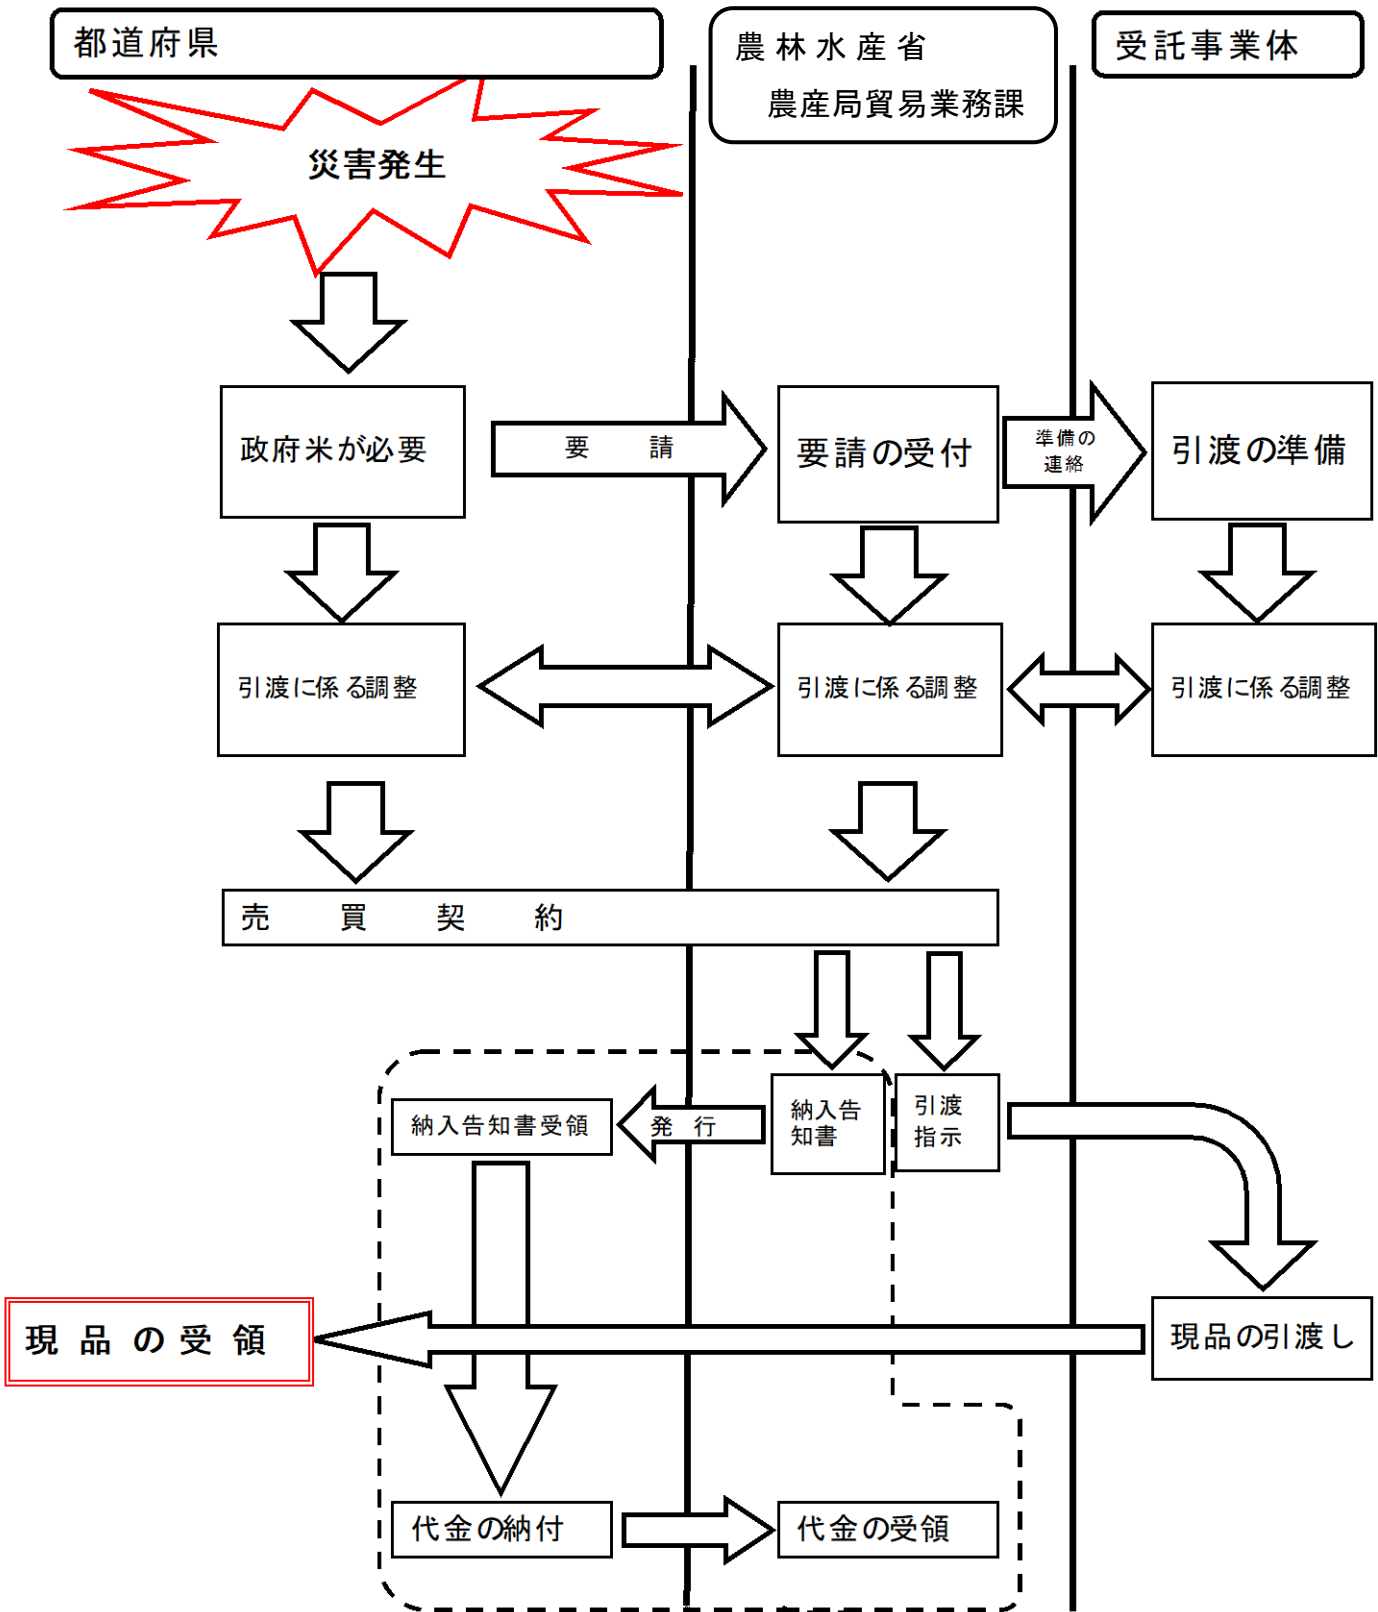 都道府県
農林水産省
農産局貿易業務課
受託事業体
災害発生
政府米が必要
要　請
要請の受付
準備の
連絡
引渡の準備
引渡に係る調整
引渡に係る調整
引渡に係る調整
売　買　契　約
納入告知書受領
発　行
納入告
知書
引渡
指示
現品の受領
現品の引渡し
代金の納付
代金の受領